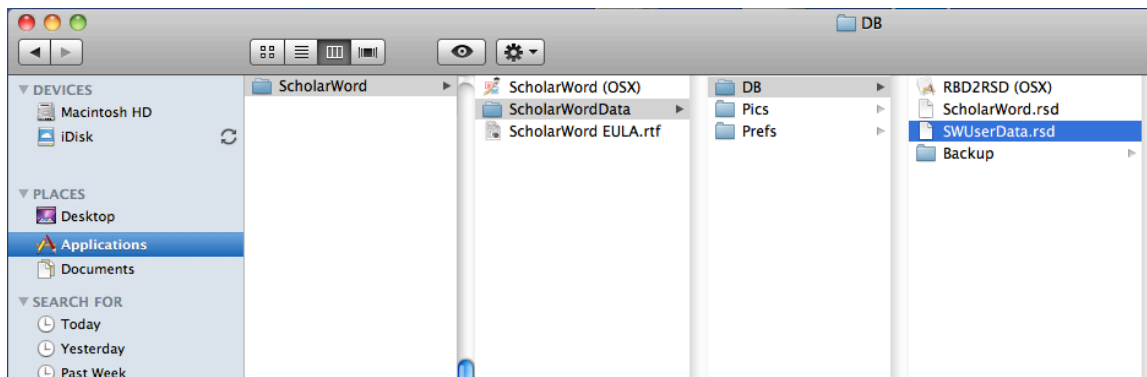 DB
DEVICES
Macintosh HD
iDisk
PLACES
Desktop
Applications
Documents
SEARCH FOR
Today
Yesterday
Past Week
ScholarWord
ScholarWord (OSX)
ScholarWordData
ScholarWord EULA.rtf
DB
Pics
Prefs
RBD2RSD (OSX)
ScholarWord.rsd
SWUserData.rsd
Backup